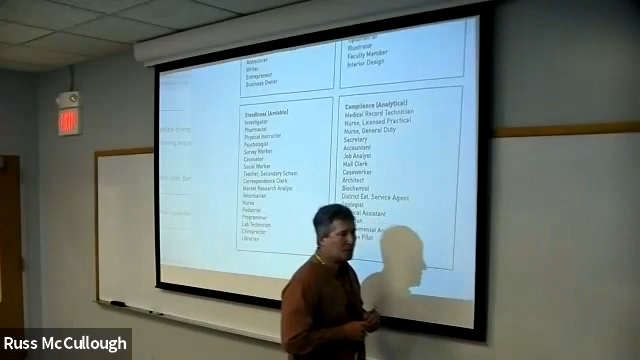 EXIT
Announcer
Writer
Entrepreneur
Business Owner
Illustrator
Faculty Member
Interior Design
Steadiness (Amiable)
Investigator
Pharmacist
Physical Instructor
Psychologist
Survey Worker
Counselor
Social Worker
Teacher, Secondary School
Correspondence Clerk
Market Research Analyst
Veterinarian
Nurse
Podiatrist
Programmer
Lab Technician
Chiropractor
Librarian
Compliance (Analytical)
Medical Record Technician
Nurse, Licensed Practical
Nurse, General Duty
Secretary
Accountant
Job Analyst
Mail Clerk
Caseworker
Architect
Biochemist
District Ext. Service Agent
Zoologist
Assistant
Pilot
Russ McCullough